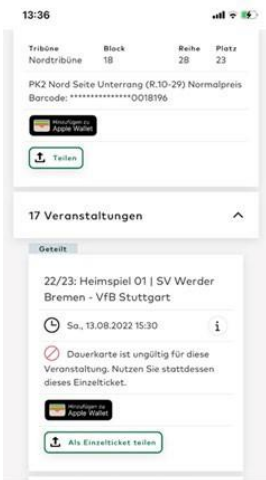 13:36
Tribüne Block Reihe Platz
Nordtribüne 18 28 23
PK2 Nord Seite Unterrang (R.10-29) Normalpreis
Barcode: ***************0018196
Hinzufügen zu
Apple Wallet
Teilen
17 Veranstaltungen
Geteilt
22/23: Heimspiel 01 | SV Werder
Bremen - VfB Stuttgart
Sa., 13.08.2022 15:30
Dauerkarte ist ungültig für diese
Veranstaltung. Nutzen Sie stattdessen
dieses Einzelticket.
Hinzufügen zu
Apple Wallet
Als Einzelticket teilen